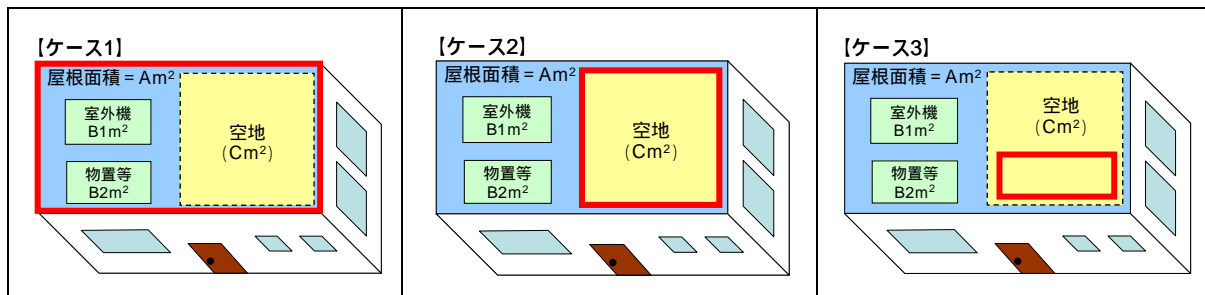 【ケース1】
屋根面積=Am²
室外機
B1m²
物置等
B2m²
空地
(Cm²)
【ケース2】
屋根面積=Am²
室外機
B1m²
物置等
B2m²
空地
(Cm²)
【ケース3】
屋根面積=Am²
室外機
B1m²
物置等
B2m²
空地
(Cm²)